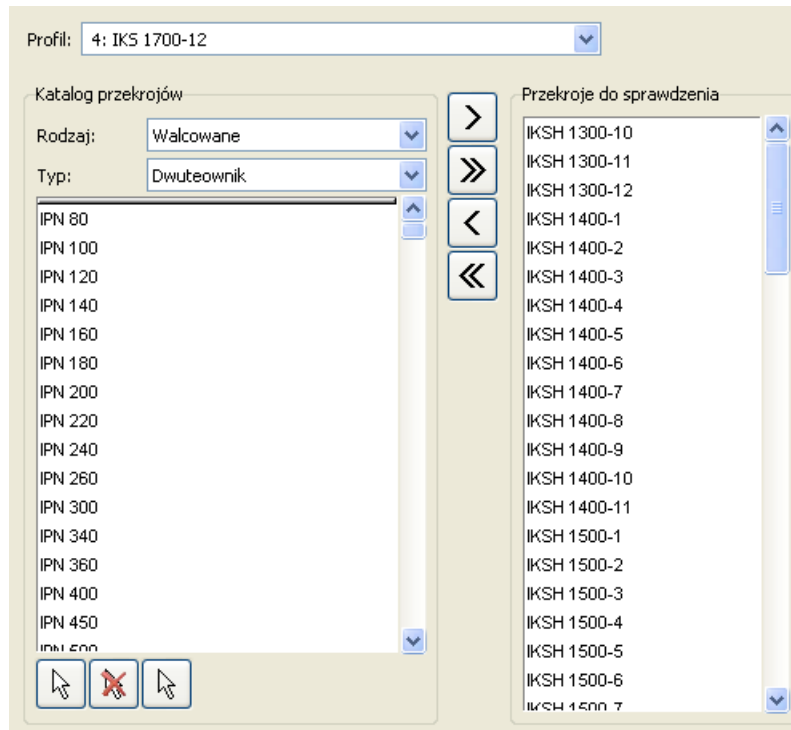 Profil: 4: IKS 1700-12
Katalog przekrojów
Rodzaj: Walcowane
Typ: Dwuteownik
IPN 80
IPN 100
IPN 120
IPN 140
IPN 160
IPN 180
IPN 200
IPN 220
IPN 240
IPN 260
IPN 300
IPN 340
IPN 360
IPN 400
IPN 450
IPN 500
Przekroje do sprawdzenia
IKSH 1300-10
IKSH 1300-11
IKSH 1300-12
IKSH 1400-1
IKSH 1400-2
IKSH 1400-3
IKSH 1400-4
IKSH 1400-5
IKSH 1400-6
IKSH 1400-7
IKSH 1400-8
IKSH 1400-9
IKSH 1400-10
IKSH 1400-11
IKSH 1500-1
IKSH 1500-2
IKSH 1500-3
IKSH 1500-4
IKSH 1500-5
IKSH 1500-6
IKSH 1500-7